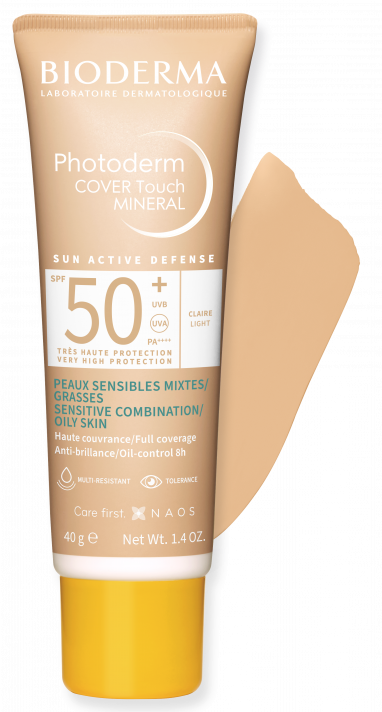 BIODERMA
LABORATOIRE DERMATOLOGIQUE
Photoderm
COVER Touch
MINERAL
SUN ACTIVE DEFENSE
SPF 50+
UVB
UVA
PA++++
CLAIRE
LIGHT
TRÈS HAUTE PROTECTION
VERY HIGH PROTECTION
PEAUX SENSIBLES MIXTES/
GRASSES
SENSITIVE COMBINATION/
OILY SKIN
Haute couvrance/Full coverage
Anti-brillance/Oil-control 8h
MULTI-RESISTANT
TOLERANCE
Care first. NAOS
40 g e Net Wt. 1.4 OZ.